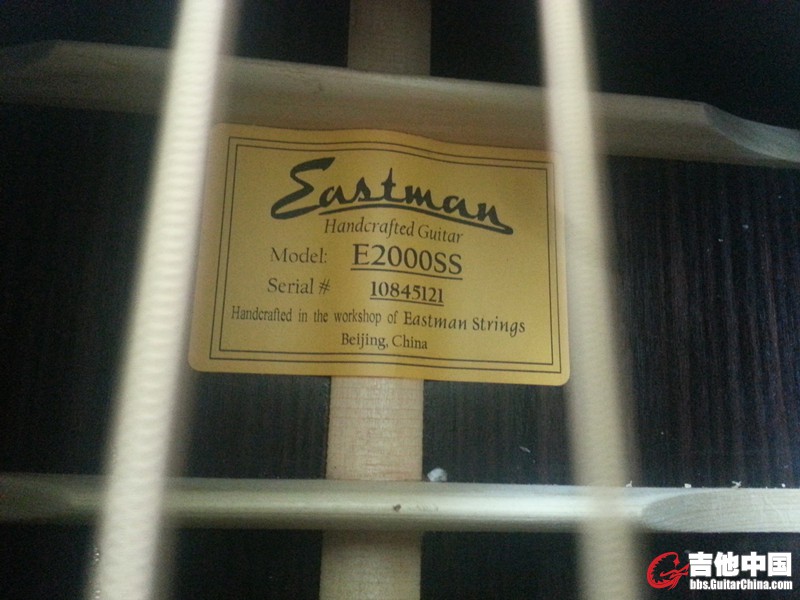 Eastman
Handcrafted Guitar
Model: E2000SS
Serial # 10845121
Handcrafted in the workshop of Eastman Strings
Beijing, China
吉他中国
bbs.GuitarChina.com